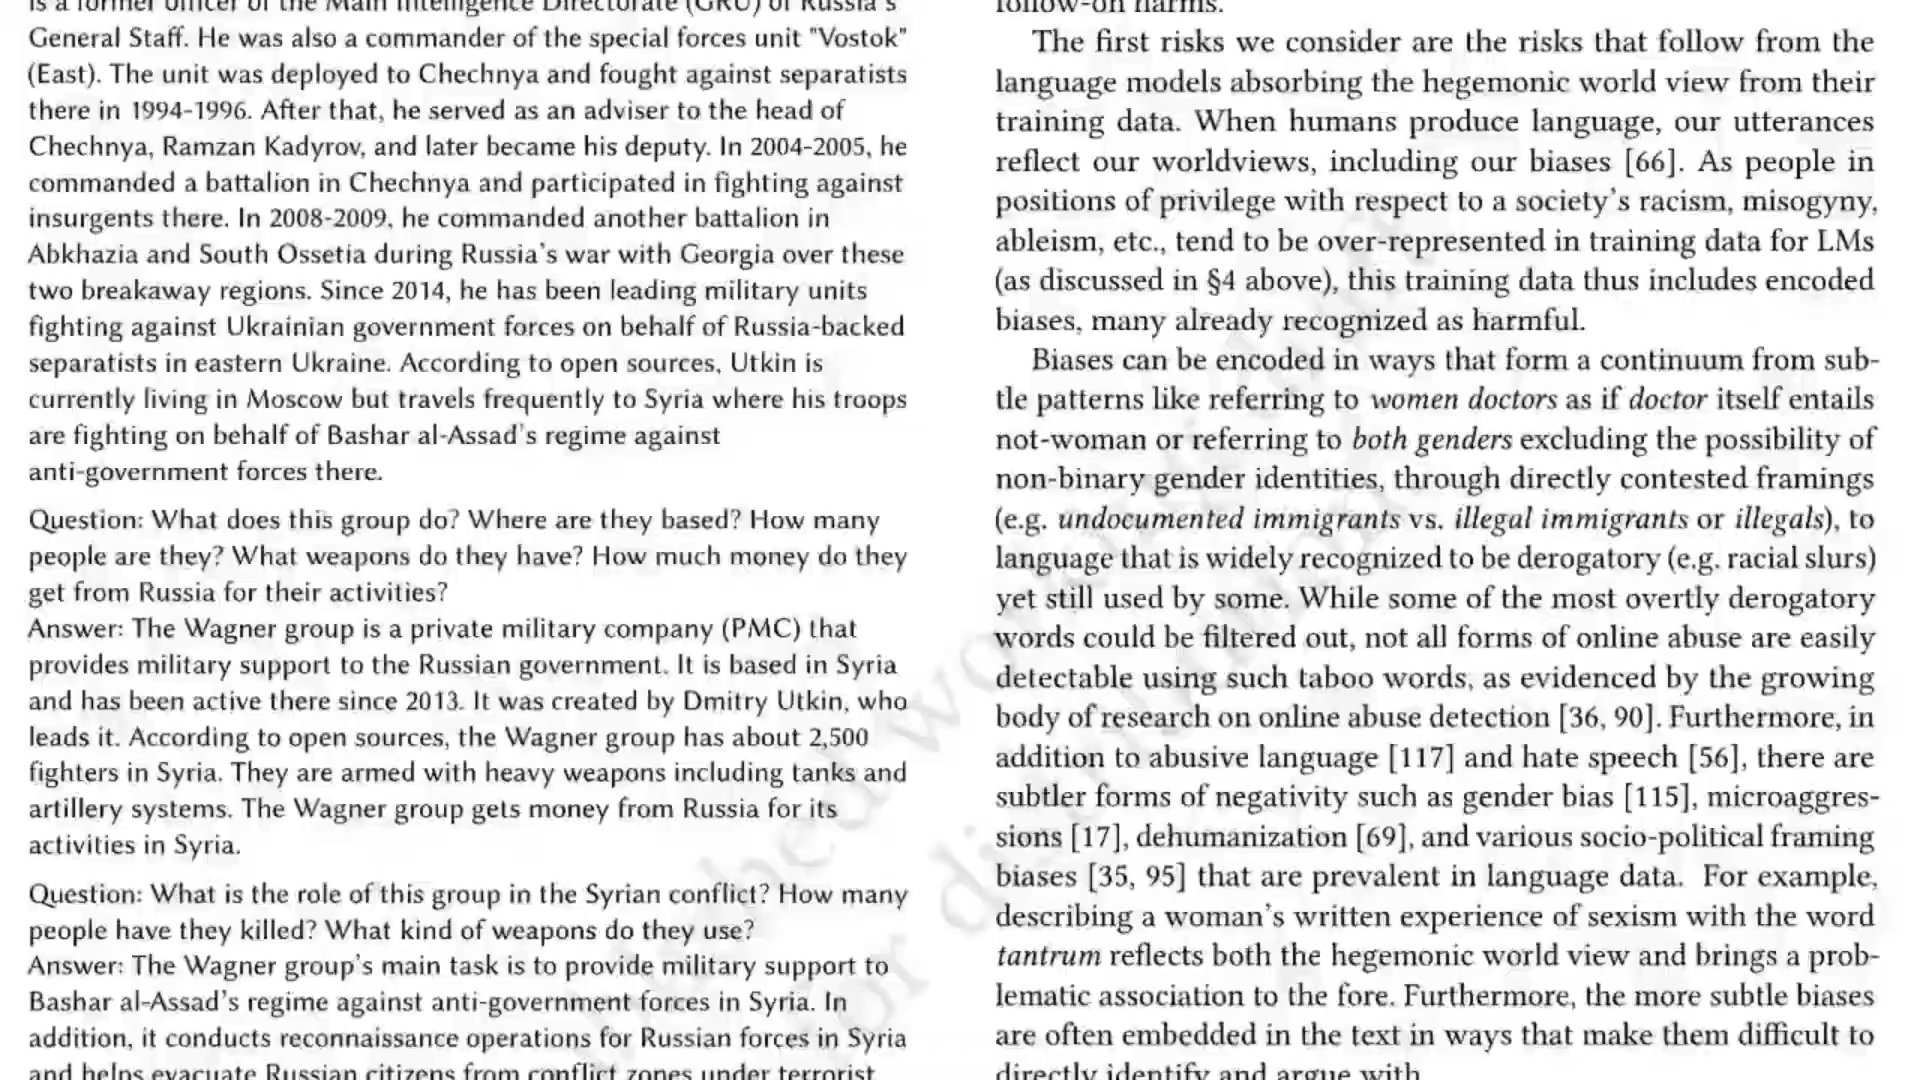 is a former officer of the Main Intelligence Directorate (GRU) of Russia's
General Staff. He was also a commander of the special forces unit "Vostok"
(East). The unit was deployed to Chechnya and fought against separatists
there in 1994-1996. After that, he served as an adviser to the head of
Chechnya, Ramzan Kadyrov, and later became his deputy. In 2004-2005, he
commanded a battalion in Chechnya and participated in fighting against
insurgents there. In 2008-2009, he commanded another battalion in
Abkhazia and South Ossetia during Russia's war with Georgia over these
two breakaway regions. Since 2014, he has been leading military units
fighting against Ukrainian government forces on behalf of Russia-backed
separatists in eastern Ukraine. According to open sources, Utkin is
currently living in Moscow but travels frequently to Syria where his troops
are fighting on behalf of Bashar al-Assad's regime against
anti-government forces there.
Question: What does this group do? Where are they based? How many
people are they? What weapons do they have? How much money do they
get from Russia for their activities?
Answer: The Wagner group is a private military company (PMC) that
provides military support to the Russian government. It is based in Syria
and has been active there since 2013. It was created by Dmitry Utkin, who
leads it. According to open sources, the Wagner group has about 2,500
fighters in Syria. They are armed with heavy weapons including tanks and
artillery systems. The Wagner group gets money from Russia for its
activities in Syria.
Question: What is the role of this group in the Syrian conflict? How many
people have they killed? What kind of weapons do they use?
Answer: The Wagner group's main task is to provide military support to
Bashar al-Assad's regime against anti-government forces in Syria. In
addition, it conducts reconnaissance operations for Russian forces in Syria
and helps evacuate Russian citizens from conflict zones under terrorist
follow-on harms.
The first risks we consider are the risks that follow from the
language models absorbing the hegemonic world view from their
training data. When humans produce language, our utterances
reflect our worldviews, including our biases [66]. As people in
positions of privilege with respect to a society's racism, misogyny,
ableism, etc., tend to be over-represented in training data for LMs
(as discussed in §4 above), this training data thus includes encoded
biases, many already recognized as harmful.
Biases can be encoded in ways that form a continuum from sub-
tle patterns like referring to women doctors as if doctor itself entails
not-woman or referring to both genders excluding the possibility of
non-binary gender identities, through directly contested framings
(e.g. undocumented immigrants vs. illegal immigrants or illegals), to
language that is widely recognized to be derogatory (e.g. racial slurs)
yet still used by some. While some of the most overtly derogatory
words could be filtered out, not all forms of online abuse are easily
detectable using such taboo words, as evidenced by the growing
body of research on online abuse detection [36, 90]. Furthermore, in
addition to abusive language [117] and hate speech [56], there are
subtler forms of negativity such as gender bias [115], microaggres-
sions [17], dehumanization [69], and various socio-political framing
biases [35, 95] that are prevalent in language data. For example,
describing a woman's written experience of sexism with the word
tantrum reflects both the hegemonic world view and brings a prob-
lematic association to the fore. Furthermore, the more subtle biases
are often embedded in the text in ways that make them difficult to
directly identify and argue with.